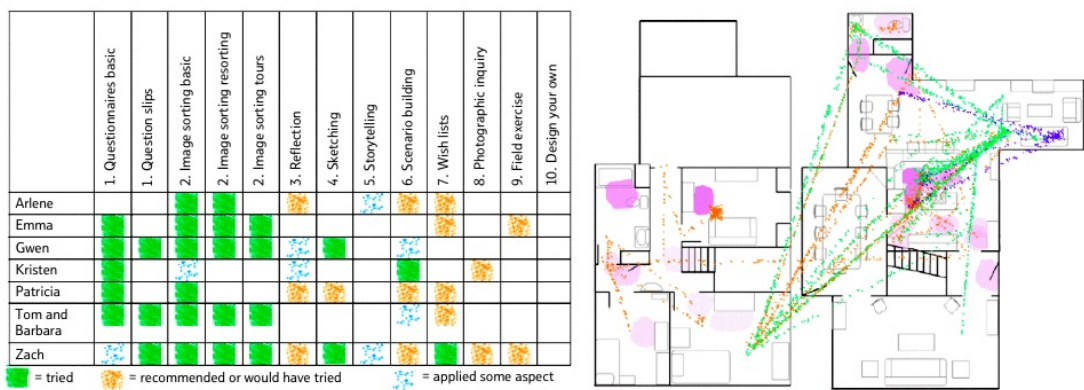 1. Questionnaires basic
1. Question slips
2. Image sorting basic
2. Image sorting resorting
2. Image sorting tours
3. Reflection
4. Sketching
5. Storytelling
6. Scenario building
7. Wish lists
8. Photographic inquiry
9. Field exercise
10. Design your own
Arlene
Emma
Gwen
Kristen
Patricia
Tom and
Barbara
Zach
= tried = recommended or would have tried = applied some aspect